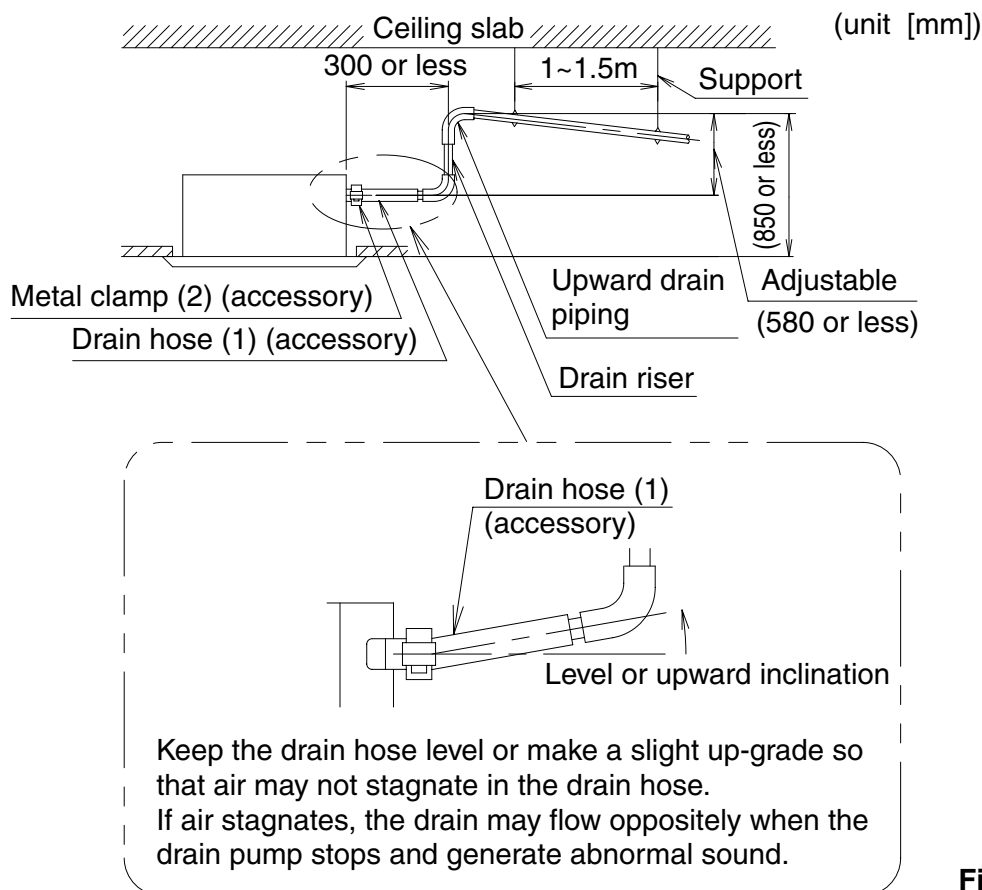 Ceiling slab
(unit [mm])
300 or less
1~1.5m
Support
(850 or less)
Metal clamp (2) (accessory)
Drain hose (1) (accessory)
Upward drain
piping
Adjustable
(580 or less)
Drain riser
Drain hose (1)
(accessory)
Level or upward inclination
Keep the drain hose level or make a slight up-grade so
that air may not stagnate in the drain hose.
If air stagnates, the drain may flow oppositely when the
drain pump stops and generate abnormal sound.
Fi